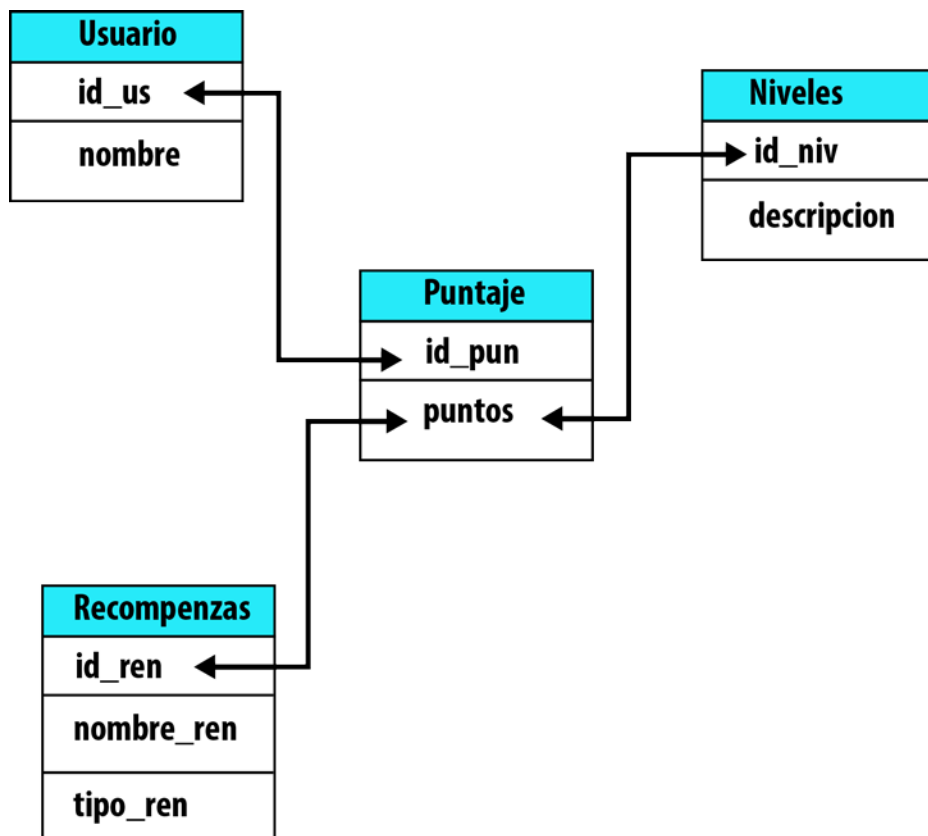 Usuario
id_us
nombre
Niveles
id_niv
descripcion
Puntaje
id_pun
puntos
Recompenzas
id_ren
nombre_ren
tipo_ren